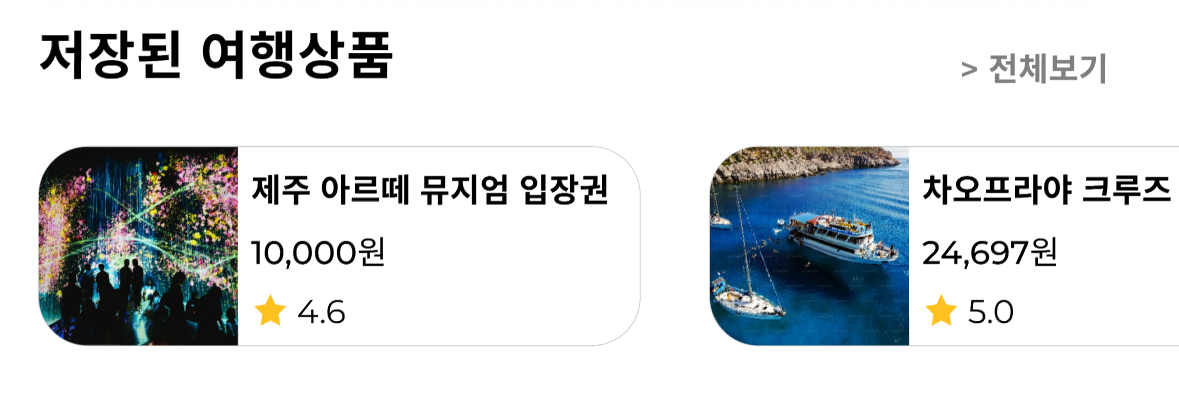 저장된 여행상품
> 전체보기
제주 아르떼 뮤지엄 입장권
10,000원
4.6
차오프라야 크루즈
24,697원
5.0